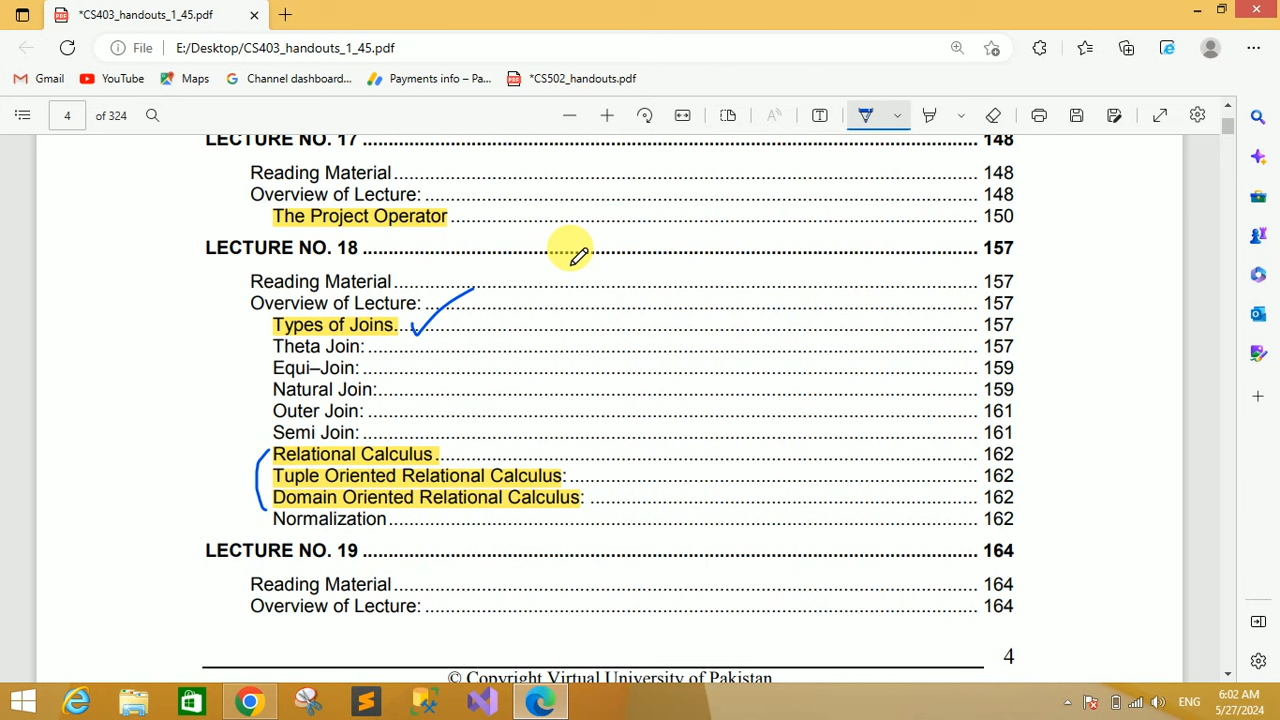 *CS403_handouts_1_45.pdf
File E:/Desktop/CS403_handouts_1_45.pdf
Gmail YouTube Maps Channel dashboard... Payments info – Pa... *CS502_handouts.pdf
4 of 324
LECTURE NO. 17 ........ 148
Reading Material ........ 148
Overview of Lecture: ........ 148
The Project Operator ........ 150
LECTURE NO. 18 ........ 157
Reading Material ........ 157
Overview of Lecture: ........ 157
Types of Joins ........ 157
Theta Join: ........ 157
Equi–Join: ........ 159
Natural Join: ........ 159
Outer Join: ........ 161
Semi Join: ........ 161
Relational Calculus ........ 162
Tuple Oriented Relational Calculus: ........ 162
Domain Oriented Relational Calculus: ........ 162
Normalization ........ 162
LECTURE NO. 19 ........ 164
Reading Material ........ 164
Overview of Lecture: ........ 164
4
© Copyright Virtual University of Pakistan
ENG
6:02 AM
5/27/2024